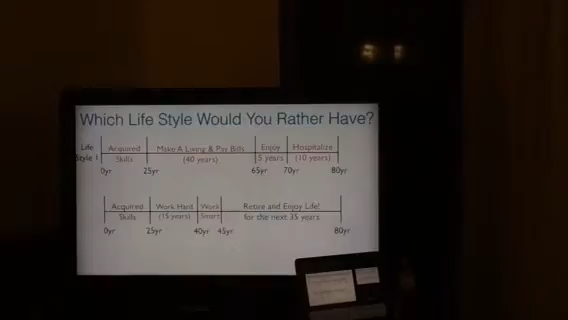 Which Life Style Would You Rather Have?
Life Acquired Make A Living & Pay Bills Enjoy Hospitalize
Style 1 Skills (40 years) 5 years (10 years)
0yr 25yr 65yr 70yr 80yr
Acquired Work Hard Work Retire and Enjoy Life!
Skills (15 years) Smart for the next 35 years
0yr 25yr 40yr 45yr 80yr